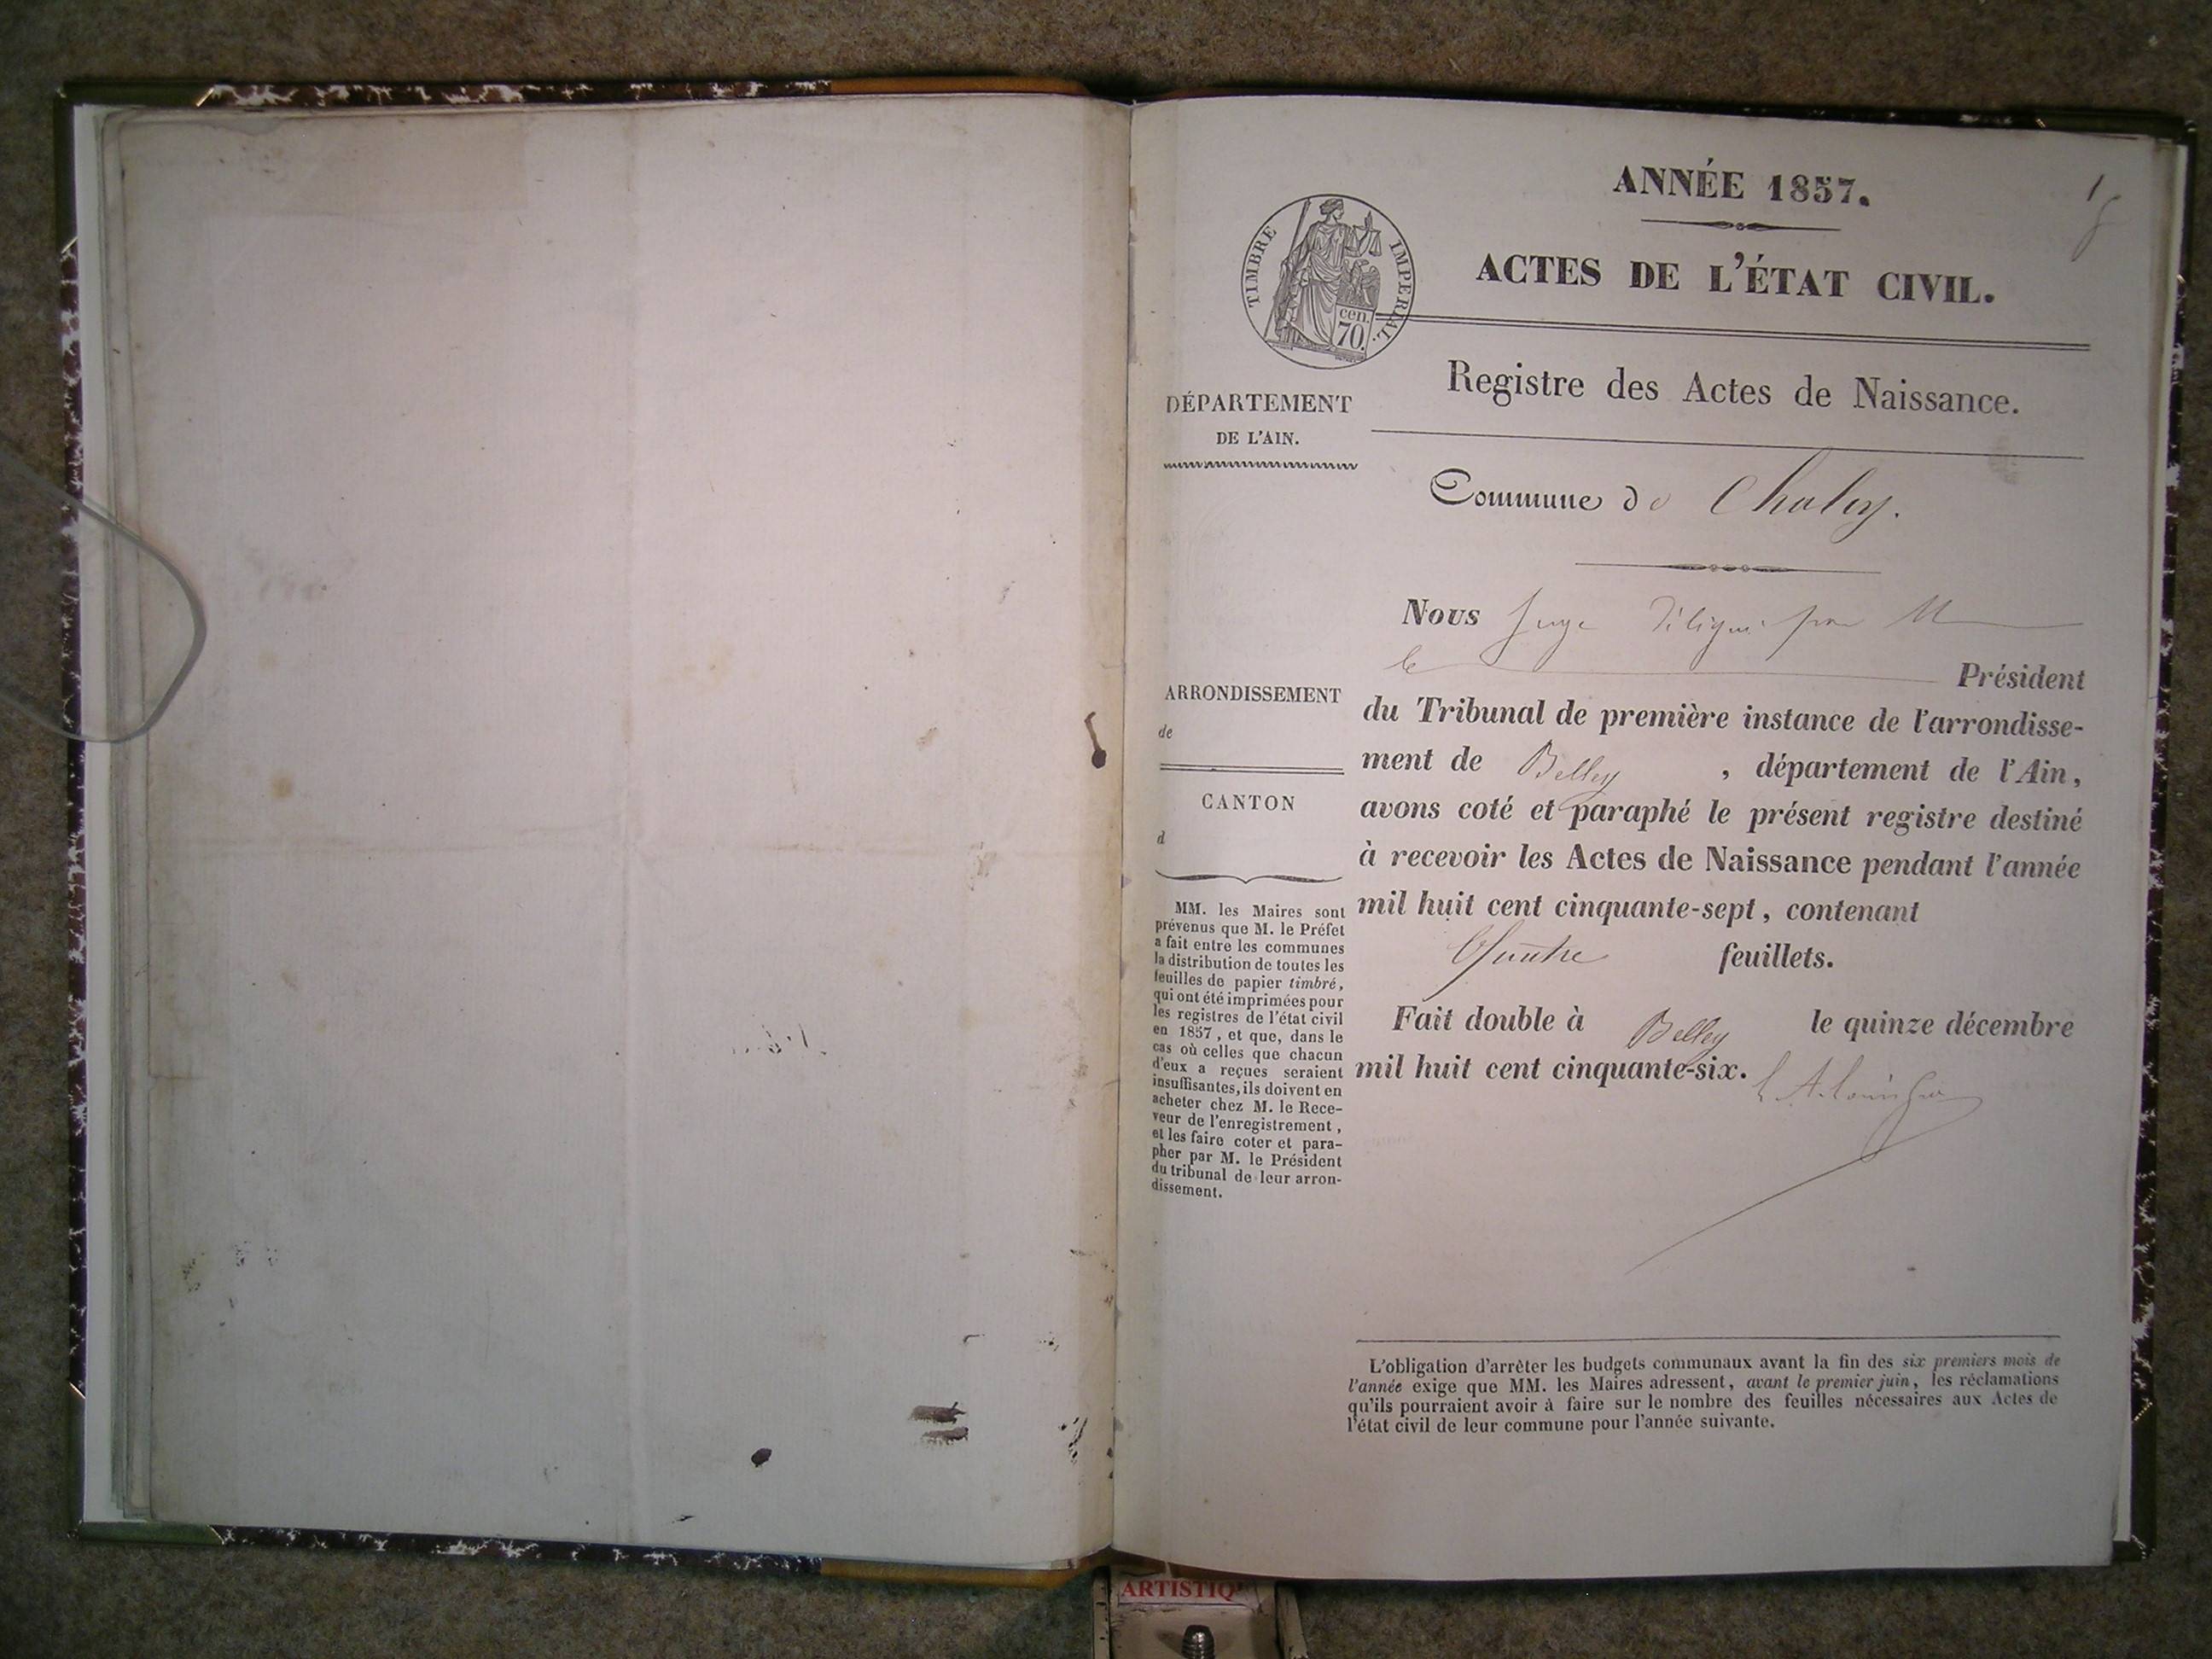 ANNÉE 1857.
1
ACTES DE L'ÉTAT CIVIL.
TIMBRE IMPÉRIAL.
cen.
70.
Registre des Actes de Naissance.
DÉPARTEMENT
DE L'AIN.
Commune de Chaley.
ARRONDISSEMENT
de
CANTON
d
MM. les Maires sont
prévenus que M. le Préfet
a fait entre les communes
la distribution de toutes les
feuilles de papier timbré,
qui ont été imprimées pour
les registres de l'état civil
en 1857, et que, dans le
cas où celles que chacun
d'eux a reçues seraient
insuffisantes, ils doivent en
acheter chez M. le Rece-
veur de l'enregistrement,
et les faire coter et para-
pher par M. le Président
du tribunal de leur arron-
dissement.
Nous Juge délégué par M
le Président
du Tribunal de première instance de l'arrondisse-
ment de Belley, département de l'Ain,
avons coté et paraphé le présent registre destiné
à recevoir les Actes de Naissance pendant l'année
mil huit cent cinquante-sept, contenant
Quatre feuillets.
Fait double à Belley le quinze décembre
mil huit cent cinquante-six.
L'obligation d'arrêter les budgets communaux avant la fin des six premiers mois de
l'année exige que MM. les Maires adressent, avant le premier juin, les réclamations
qu'ils pourraient avoir à faire sur le nombre des feuilles nécessaires aux Actes de
l'état civil de leur commune pour l'année suivante.
ARTISTIQ